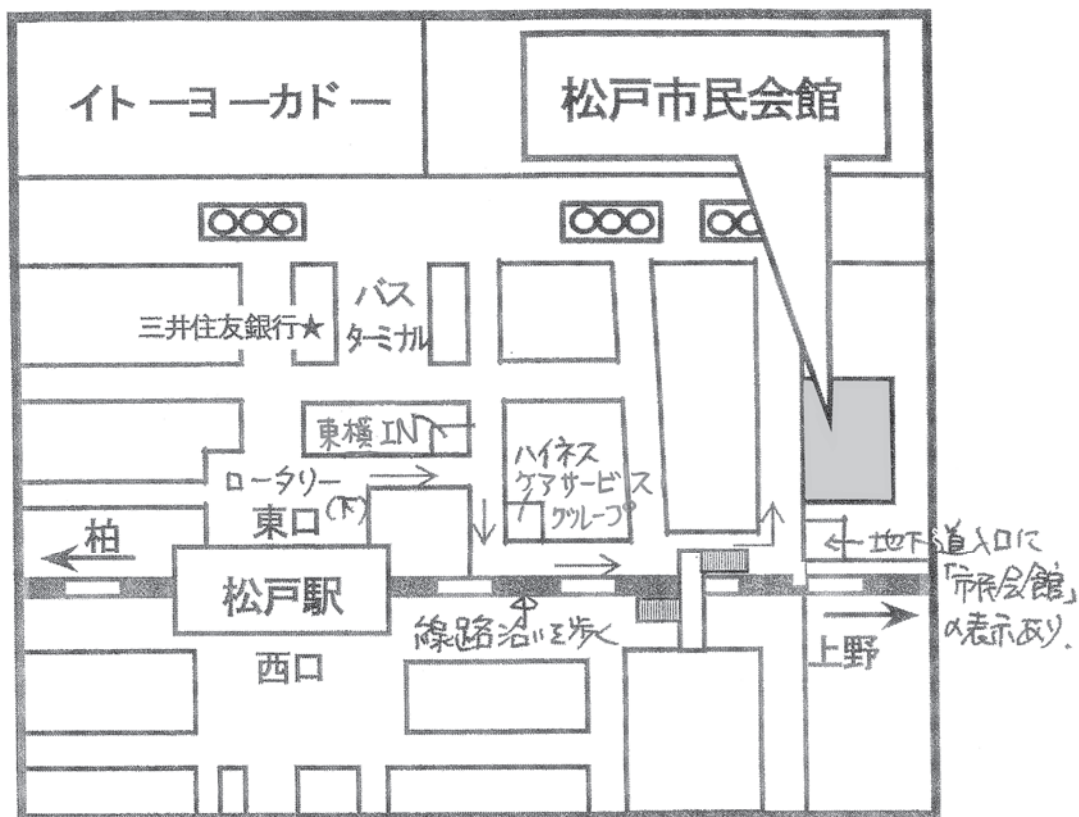 イトーヨーカドー
松戸市民会館
バス
ターミナル
三井住友銀行★
東横IN
ハイネス
ケアサービス
グループ
ロータリー
東口(下)
柏
松戸駅
線路沿いを歩く
西口
上野
←地下道入口に
「市民会館」
の表示あり.